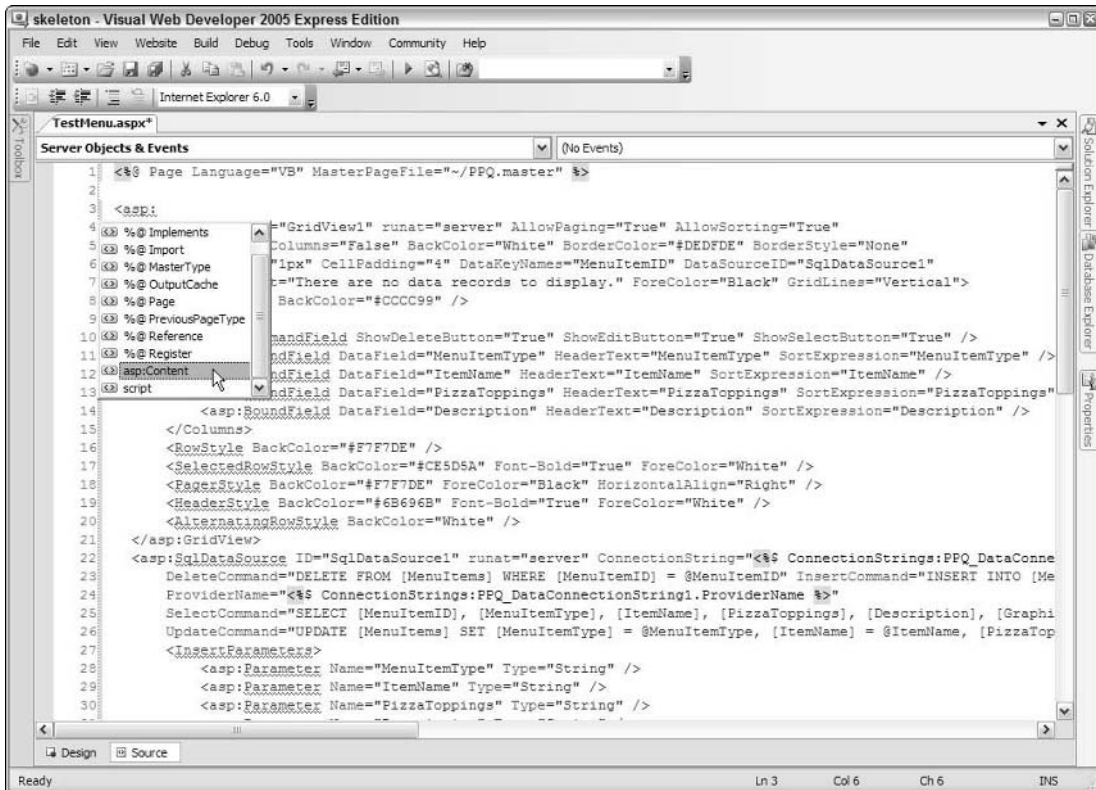 skeleton - Visual Web Developer 2005 Express Edition
File Edit View Website Build Debug Tools Window Community Help
Internet Explorer 6.0
Toolbox
TestMenu.aspx*
Server Objects & Events (No Events)
1 <%@ Page Language="VB" MasterPageFile="~/PPQ.master" %>
2
3 <asp:
4 ="GridView1" runat="server" AllowPaging="True" AllowSorting="True"
5 Columns="False" BackColor="White" BorderColor="#DEDFDE" BorderStyle="None"
6 "1px" CellPadding="4" DataKeyNames="MenuItemID" DataSourceID="SqlDataSource1"
7 t="There are no data records to display." ForeColor="Black" GridLines="Vertical">
8 BackColor="#CCCC99" />
9
10 mandField ShowDeleteButton="True" ShowEditButton="True" ShowSelectButton="True" />
11 ndField DataField="MenuItemType" HeaderText="MenuItemType" SortExpression="MenuItemType" />
12 ndField DataField="ItemName" HeaderText="ItemName" SortExpression="ItemName" />
13 ndField DataField="PizzaToppings" HeaderText="PizzaToppings" SortExpression="PizzaToppings"
14 <asp:BoundField DataField="Description" HeaderText="Description" SortExpression="Description" />
15 </Columns>
16 <RowStyle BackColor="#F7F7DE" />
17 <SelectedRowStyle BackColor="#CE5D5A" Font-Bold="True" ForeColor="White" />
18 <PagerStyle BackColor="#F7F7DE" ForeColor="Black" HorizontalAlign="Right" />
19 <HeaderStyle BackColor="#6B696B" Font-Bold="True" ForeColor="White" />
20 <AlternatingRowStyle BackColor="White" />
21 </asp:GridView>
22 <asp:SqlDataSource ID="SqlDataSource1" runat="server" ConnectionString="<%$ ConnectionStrings:PPQ_DataConne
23 DeleteCommand="DELETE FROM [MenuItems] WHERE [MenuItemID] = @MenuItemID" InsertCommand="INSERT INTO [Me
24 ProviderName="<%$ ConnectionStrings:PPQ_DataConnectionString1.ProviderName %>"
25 SelectCommand="SELECT [MenuItemID], [MenuItemType], [ItemName], [PizzaToppings], [Description], [Graphi
26 UpdateCommand="UPDATE [MenuItems] SET [MenuItemType] = @MenuItemType, [ItemName] = @ItemName, [PizzaTop
27 <InsertParameters>
28 <asp:Parameter Name="MenuItemType" Type="String" />
29 <asp:Parameter Name="ItemName" Type="String" />
30 <asp:Parameter Name="PizzaToppings" Type="String" />
%@ Implements
%@ Import
%@ MasterType
%@ OutputCache
%@ Page
%@ PreviousPageType
%@ Reference
%@ Register
asp:Content
script
Solution Explorer
Database Explorer
Properties
Design Source
Ready Ln 3 Col 6 Ch 6 INS